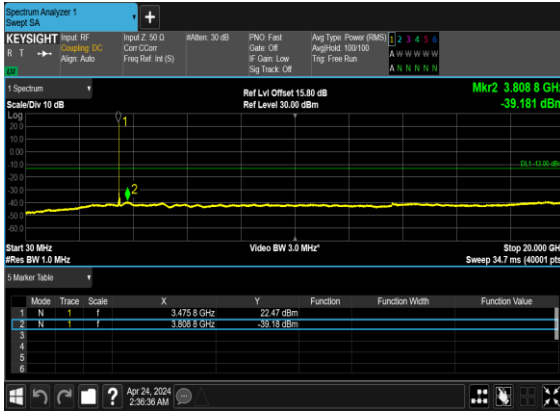 Spectrum Analyzer 1
Swept SA
+
KEYSIGHT Input: RF Input Z: 50 Ω #Atten: 30 dB PNO: Fast Avg Type: Power (RMS) 1 2 3 4 5 6
R T Coupling: DC Corr CCorr Gate: Off Avg|Hold: 100/100 A W W W W W
Align: Auto Freq Ref: Int (S) IF Gain: Low Trig: Free Run
Sig Track: Off A N N N N N
1 Spectrum Ref Lvl Offset 15.80 dB Mkr2 3.808 8 GHz
Scale/Div 10 dB Ref Level 30.00 dBm -39.181 dBm
Log
20.0
10.0
0.00
-10.0
-20.0
-30.0
-40.0
-50.0
-60.0
1
2
DL1 -13.00 dBm
Start 30 MHz Video BW 3.0 MHz* Stop 20.000 GH
#Res BW 1.0 MHz Sweep 34.7 ms (40001 pts
5 Marker Table
Mode Trace Scale X Y Function Function Width Function Value
1 N 1 f 3.475 8 GHz 22.47 dBm
2 N 1 f 3.808 8 GHz -39.18 dBm
3
4
5
6
? Apr 24, 2024
2:36:36 AM